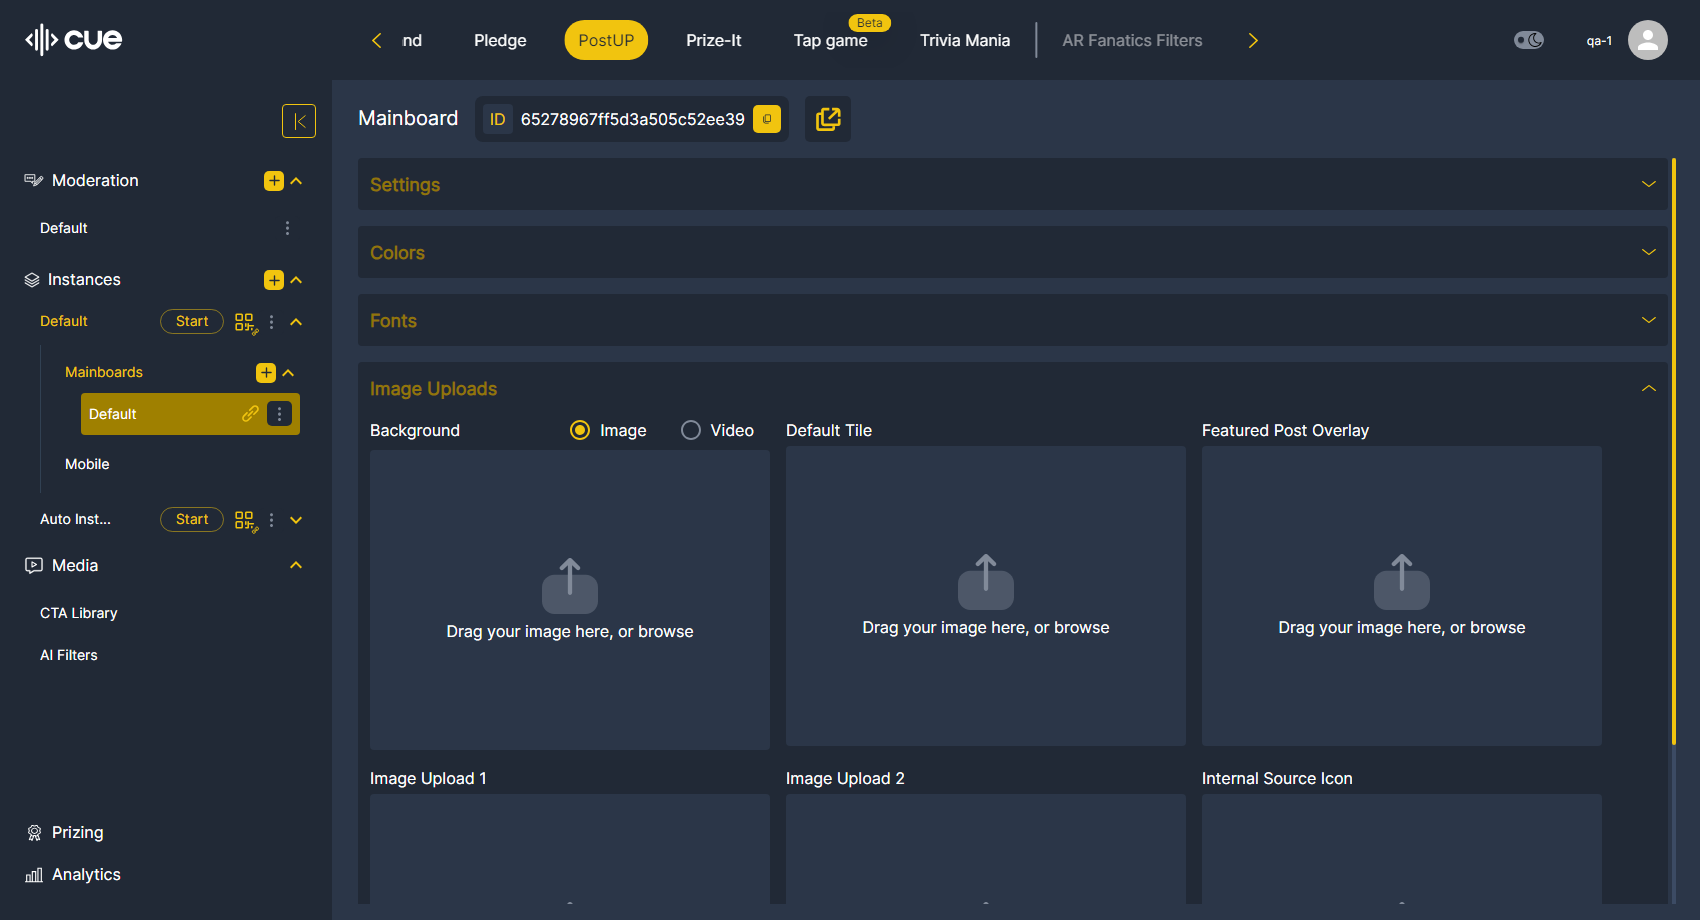 cue
nd
Pledge
PostUP
Prize-It
Tap game
Beta
Trivia Mania
AR Fanatics Filters
qa-1
Moderation
Default
Instances
Default
Start
Mainboards
Default
Mobile
Auto Inst...
Start
Media
CTA Library
AI Filters
Prizing
Analytics
Mainboard
ID
65278967ff5d3a505c52ee39
Settings
Colors
Fonts
Image Uploads
Background
Image
Video
Default Tile
Featured Post Overlay
Drag your image here, or browse
Drag your image here, or browse
Drag your image here, or browse
Image Upload 1
Image Upload 2
Internal Source Icon